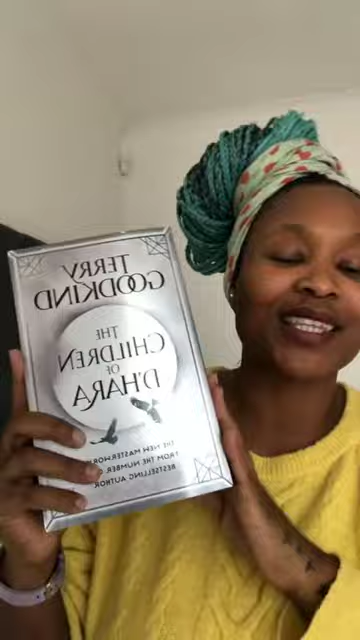 TERRY
GOODKIND
THE
CHILDREN
OF
D'HARA
THE NEW MASTERWORK
FROM THE NUMBER
BESTSELLING AUTHOR